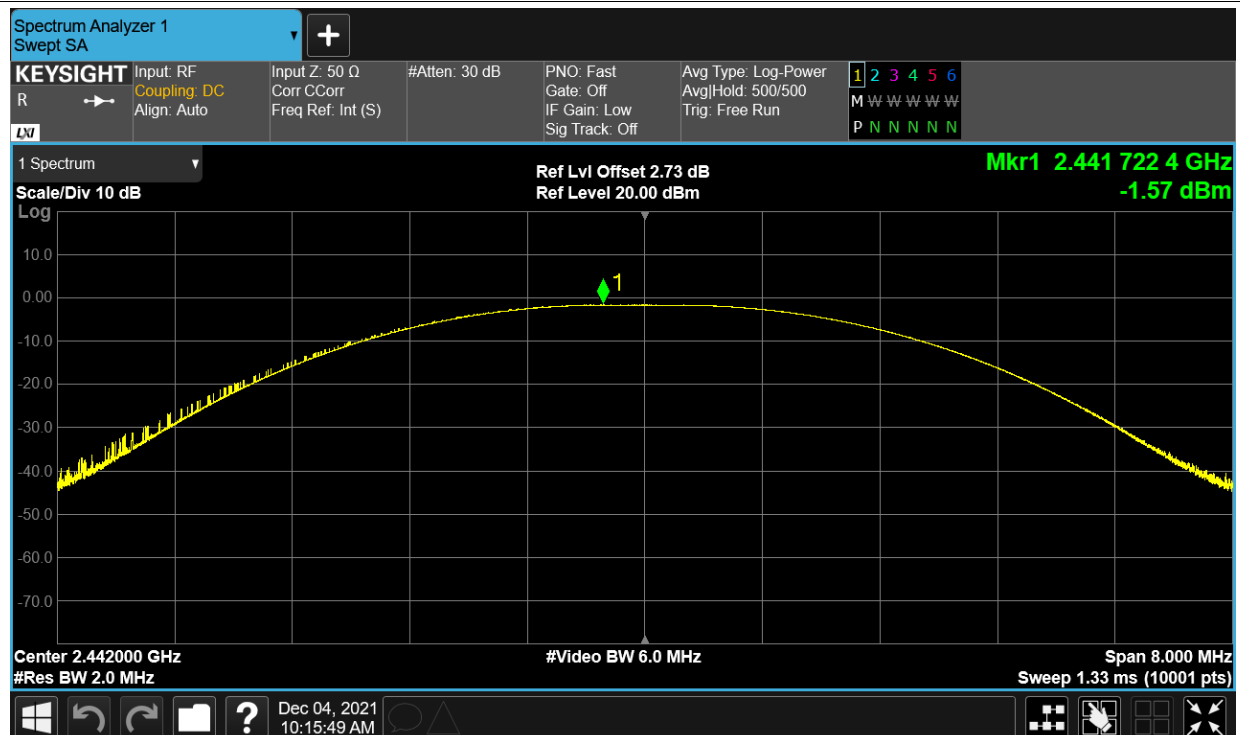 Spectrum Analyzer 1
Swept SA
KEYSIGHT
R
LXI
Input: RF
Coupling: DC
Align: Auto
Input Z: 50 Ω
Corr CCorr
Freq Ref: Int (S)
#Atten: 30 dB
PNO: Fast
Gate: Off
IF Gain: Low
Sig Track: Off
Avg Type: Log-Power
Avg|Hold: 500/500
Trig: Free Run
1 2 3 4 5 6
M W W W W W
P N N N N N
1 Spectrum
Scale/Div 10 dB
Ref Lvl Offset 2.73 dB
Ref Level 20.00 dBm
Mkr1 2.441 722 4 GHz
-1.57 dBm
Log
10.0
0.00
-10.0
-20.0
-30.0
-40.0
-50.0
-60.0
-70.0
1
Center 2.442000 GHz
#Res BW 2.0 MHz
#Video BW 6.0 MHz
Span 8.000 MHz
Sweep 1.33 ms (10001 pts)
?
Dec 04, 2021
10:15:49 AM